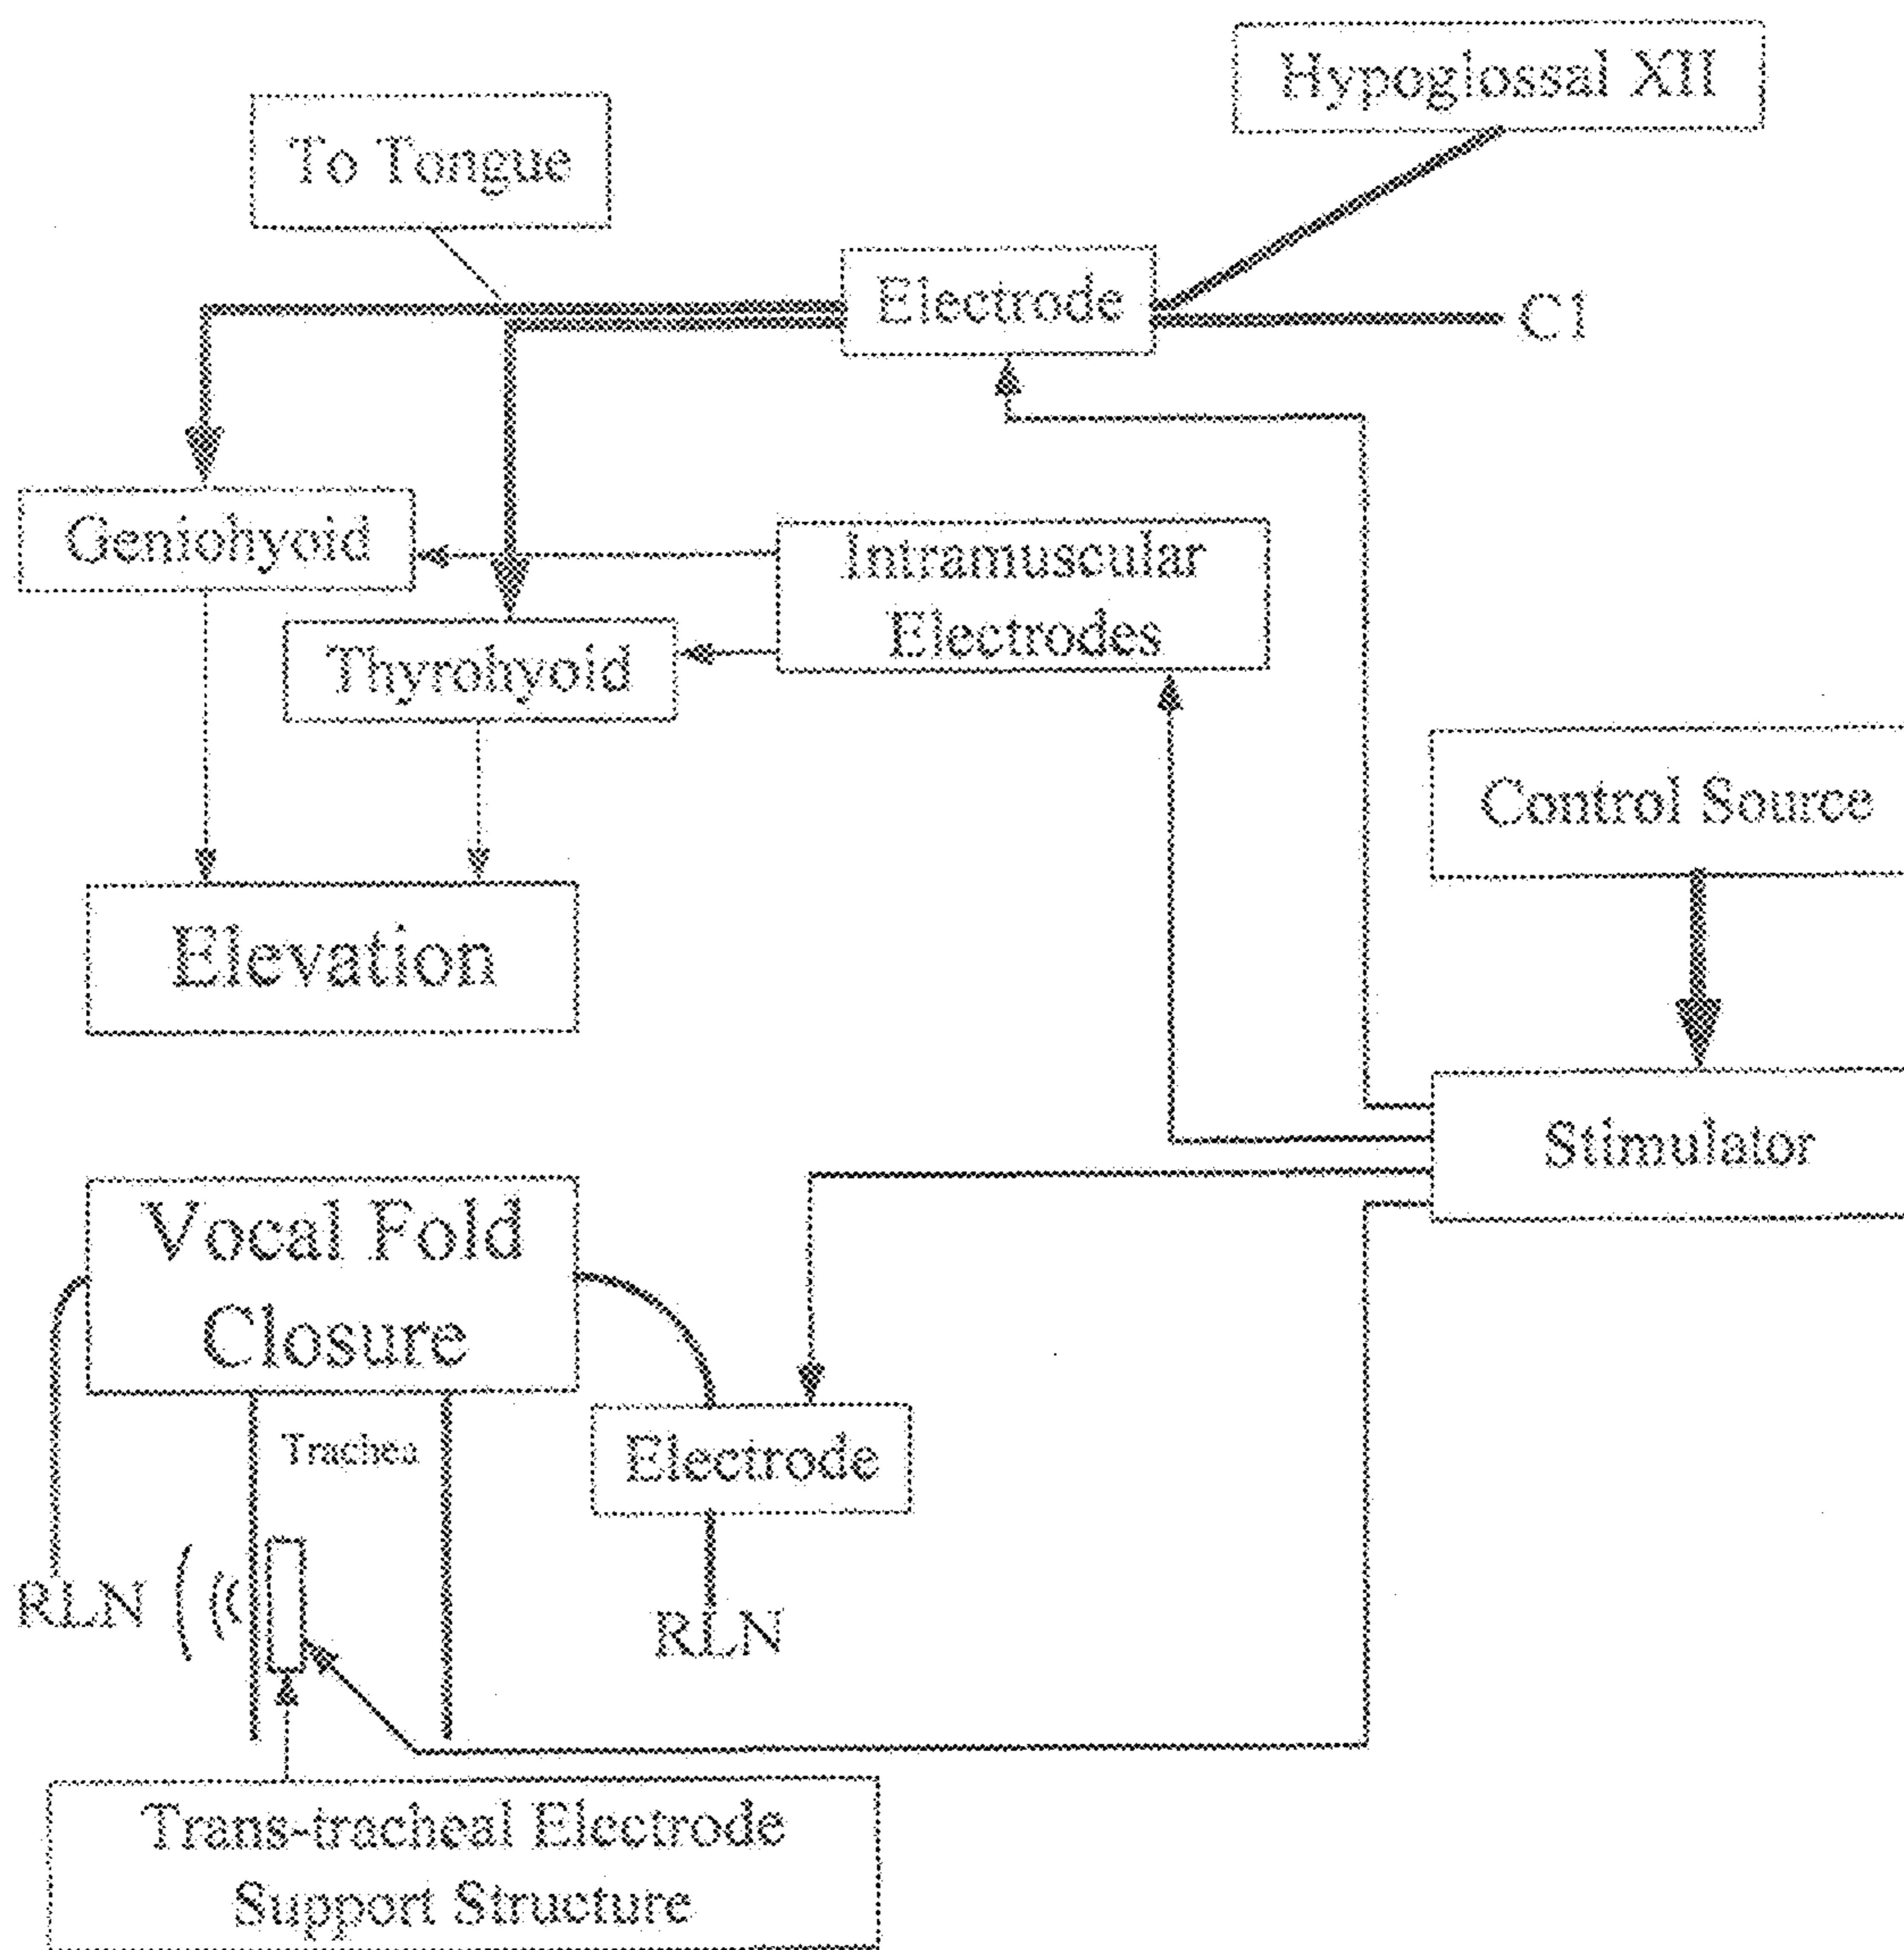 Hypoglossal XII
To Tongue
Electrode
C1
Geniohyoid
Intramuscular
Electrodes
Thyrohyoid
Control Source
Elevation
Stimulator
Vocal Fold
Closure
Trachea
Electrode
RLN
RLN
Trans-tracheal Electrode
Support Structure